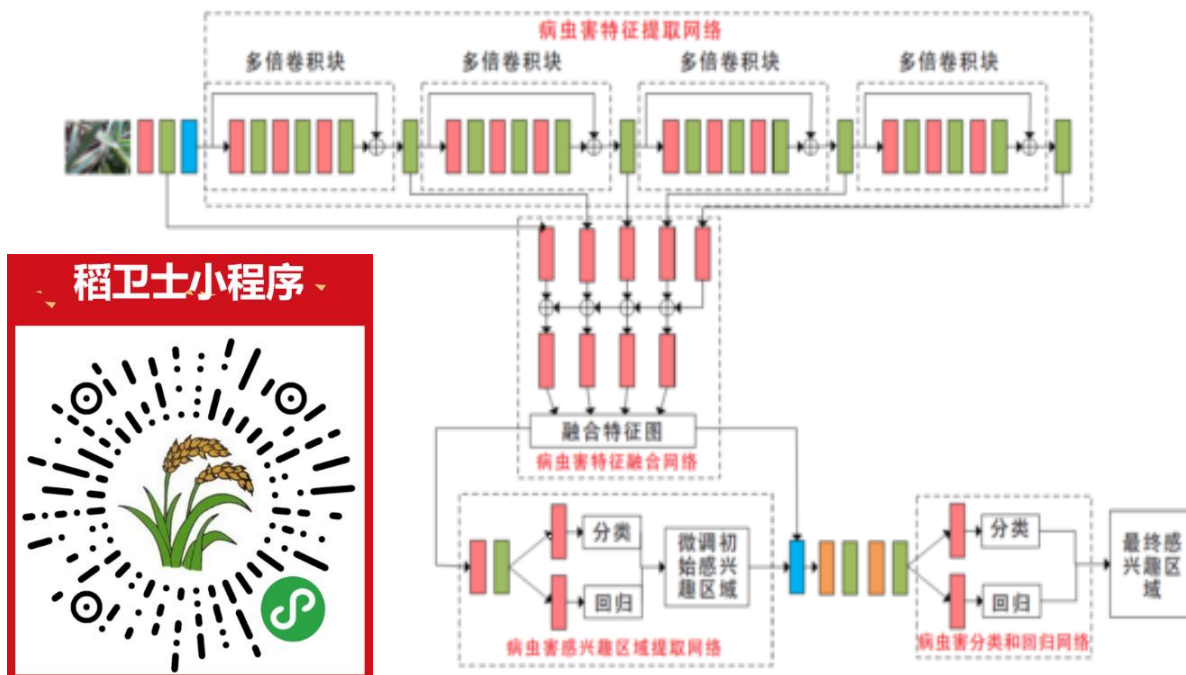 病虫害特征提取网络
多倍卷积块
多倍卷积块
多倍卷积块
多倍卷积块
稻卫士小程序
融合特征图
病虫害特征融合网络
分类
回归
微调初
始感兴
趣区域
病虫害感兴趣区域提取网络
分类
回归
病虫害分类和回归网络
最终感
兴趣区
域